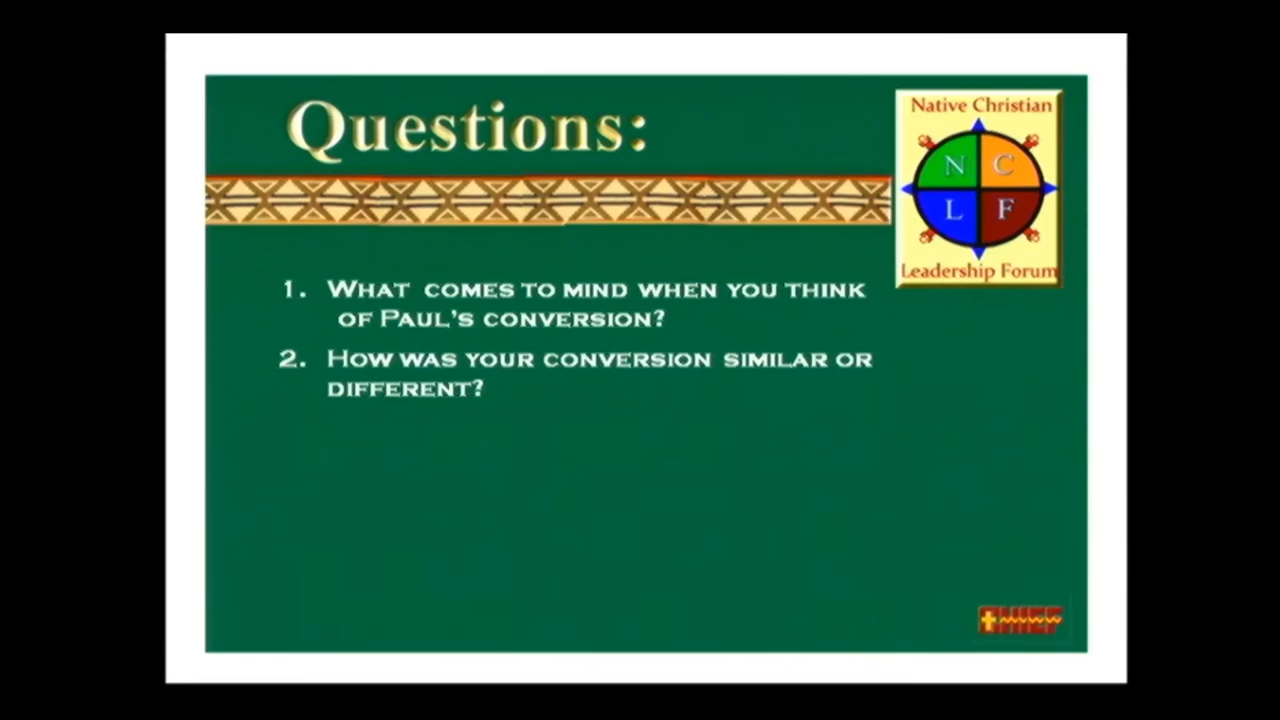 Questions:
Native Christian
N C
L F
Leadership Forum
1. What comes to mind when you think
of Paul's conversion?
2. How was your conversion similar or
different?
CHIEF